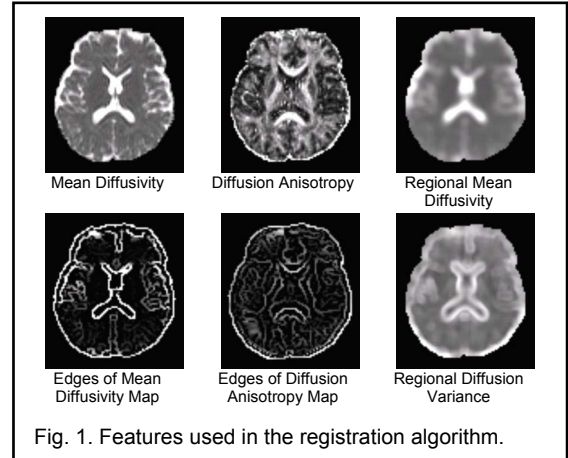 Mean Diffusivity
Diffusion Anisotropy
Regional Mean
Diffusivity
Edges of Mean
Diffusivity Map
Edges of Diffusion
Anisotropy Map
Regional Diffusion
Variance
Fig. 1. Features used in the registration algorithm.